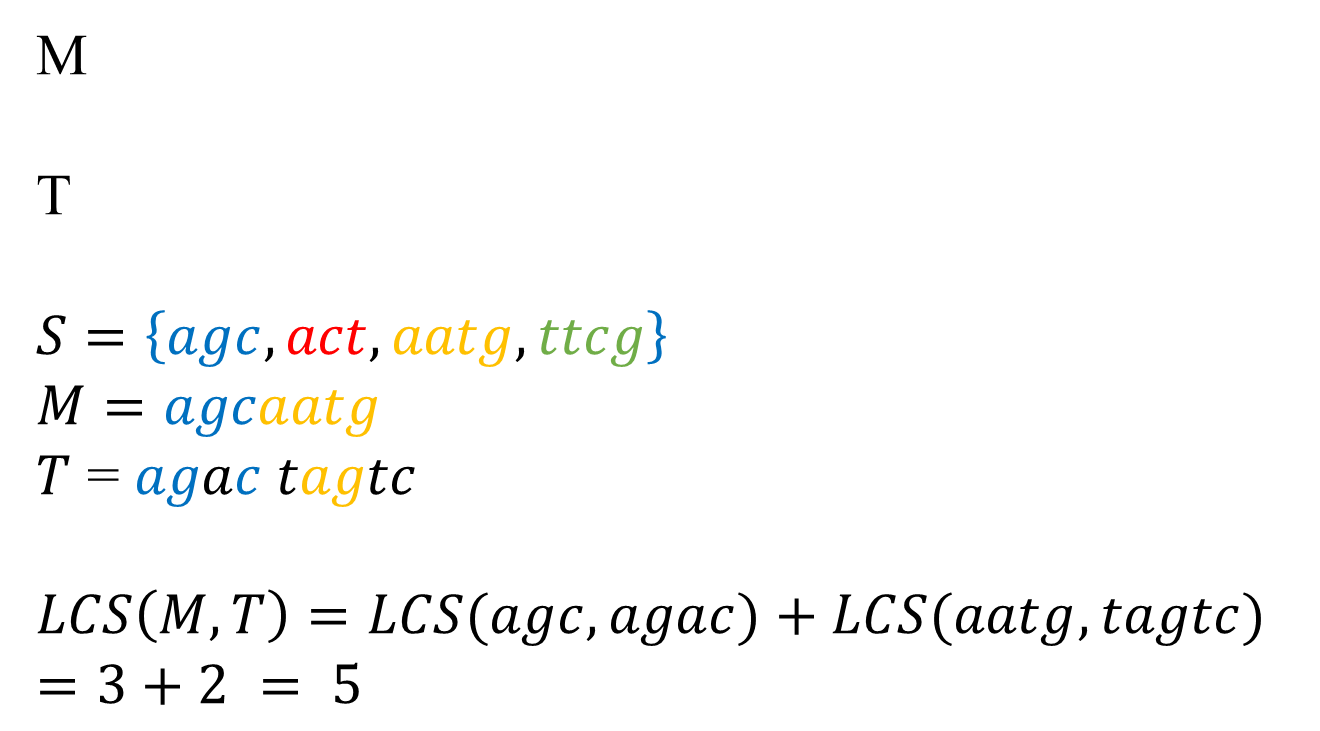 M
T
S = {agc, act, aatg, ttcg}
M = agcaatg
T = agac tagtc
LCS(M, T) = LCS(agc, agac) + LCS(aatg, tagtc)
= 3 + 2 = 5